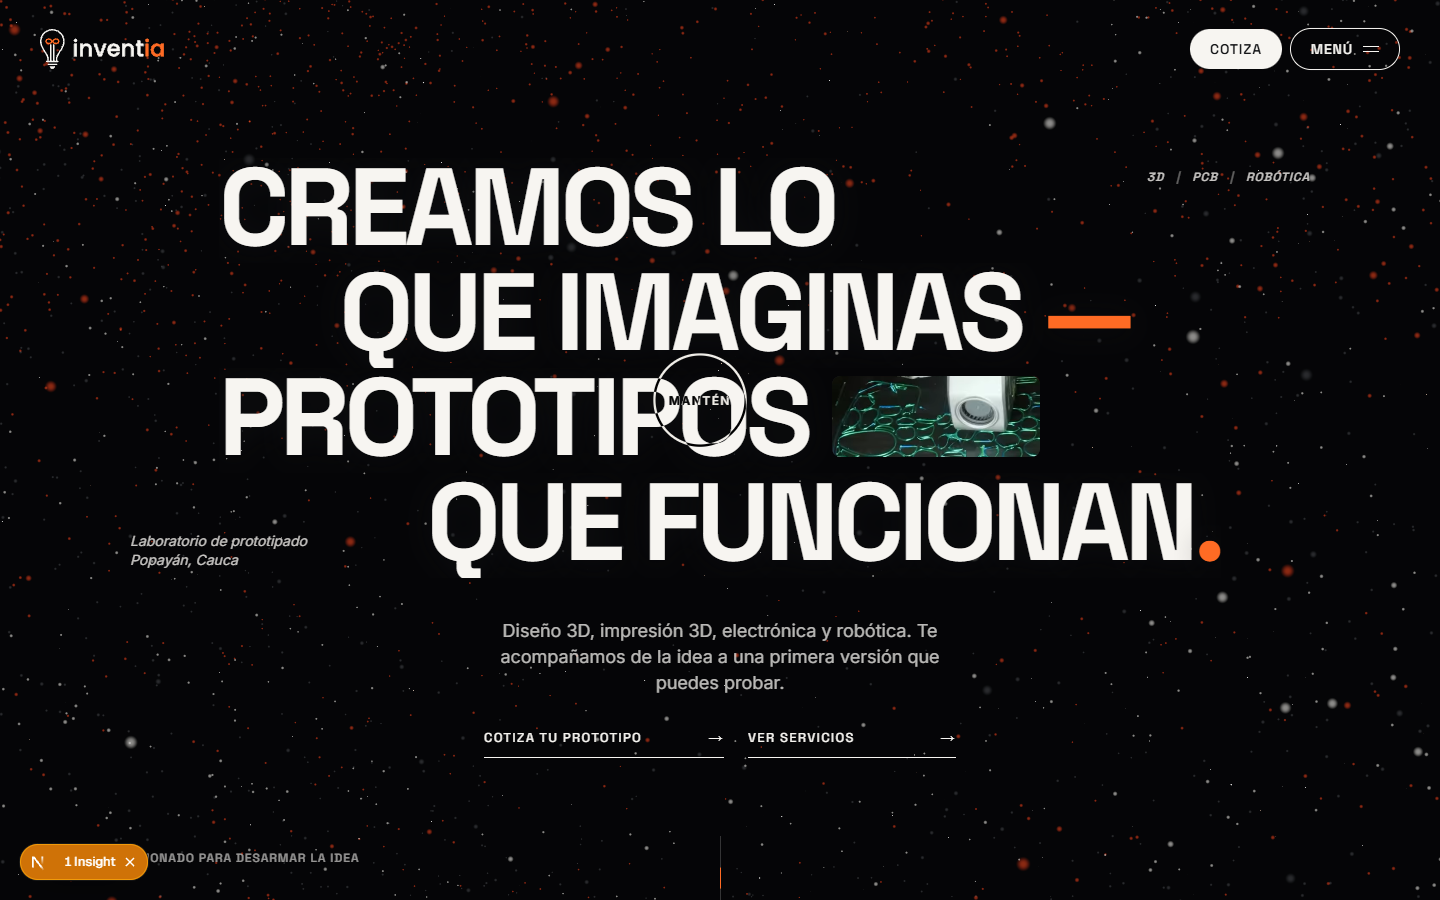 inventia
COTIZA
MENÚ
3D / PCB / ROBÓTICA
CREAMOS LO
QUE IMAGINAS —
PROTOTIPOS
MANTÉN
QUE FUNCIONAN.
Laboratorio de prototipado
Popayán, Cauca
Diseño 3D, impresión 3D, electrónica y robótica. Te
acompañamos de la idea a una primera versión que
puedes probar.
COTIZA TU PROTOTIPO →
VER SERVICIOS →
1 Insight ×
ONADO PARA DESARMAR LA IDEA